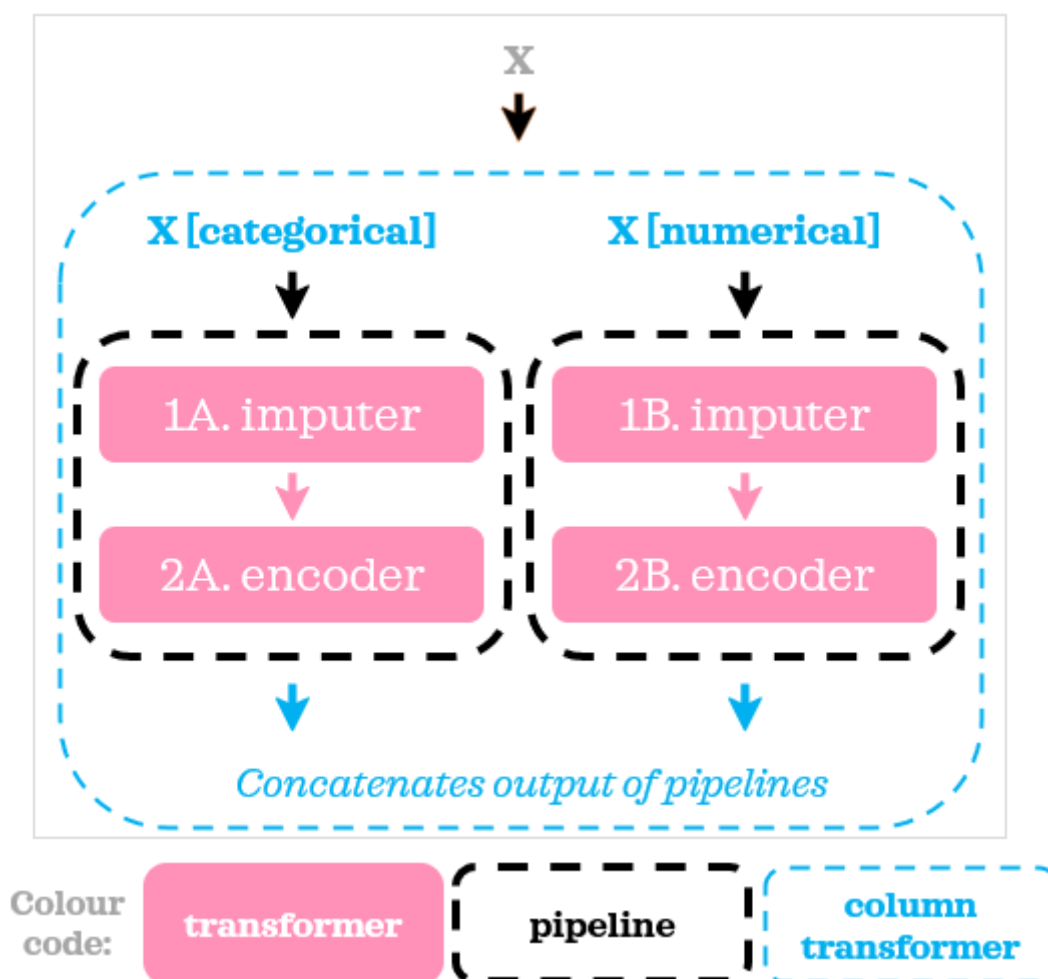 X
X [categorical] X [numerical]
1A. imputer 1B. imputer
2A. encoder 2B. encoder
Concatenates output of pipelines
Colour
code:
transformer
pipeline
column
transformer